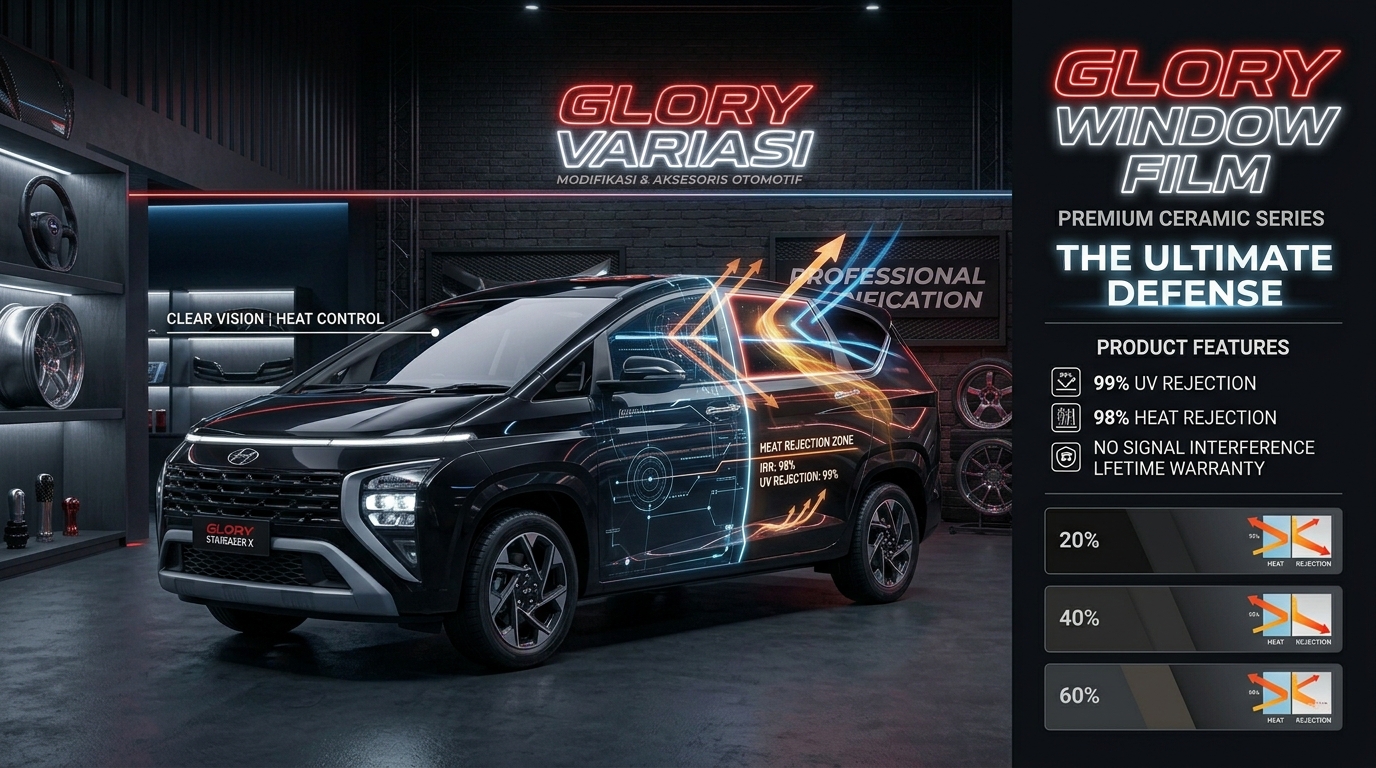 GLORY
VARIASI
MODIFIKASI & AKSESORIS OTOMOTIF
PROFESSIONAL
CLEAR VISION | HEAT CONTROL
HEAT REJECTION ZONE
IRR: 98%
UV REJECTION: 99%
GLORY
GLORY
WINDOW
FILM
PREMIUM CERAMIC SERIES
THE ULTIMATE
DEFENSE
PRODUCT FEATURES
99% UV REJECTION
98% HEAT REJECTION
NO SIGNAL INTERFERENCE
LFETIME WARRANTY
20%
HEAT REJECTION
40%
HEAT REJECTION
60%
HEAT REJECTION